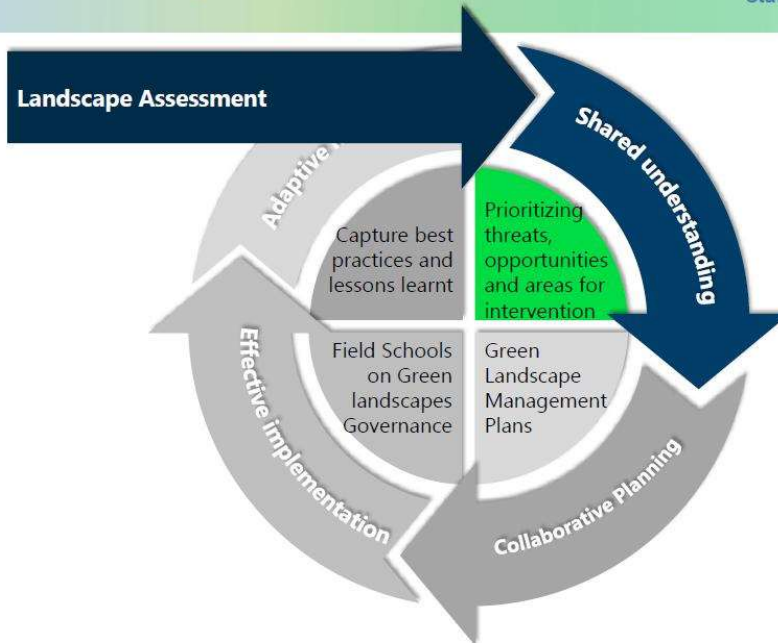 Landscape Assessment
Shared understanding
Adaptive
Capture best
practices and
lessons learnt
Prioritizing
threats,
opportunities
and areas for
intervention
Field Schools
on Green
landscapes
Governance
Green
Landscape
Management
Plans
Effective implementation
Collaborative Planning